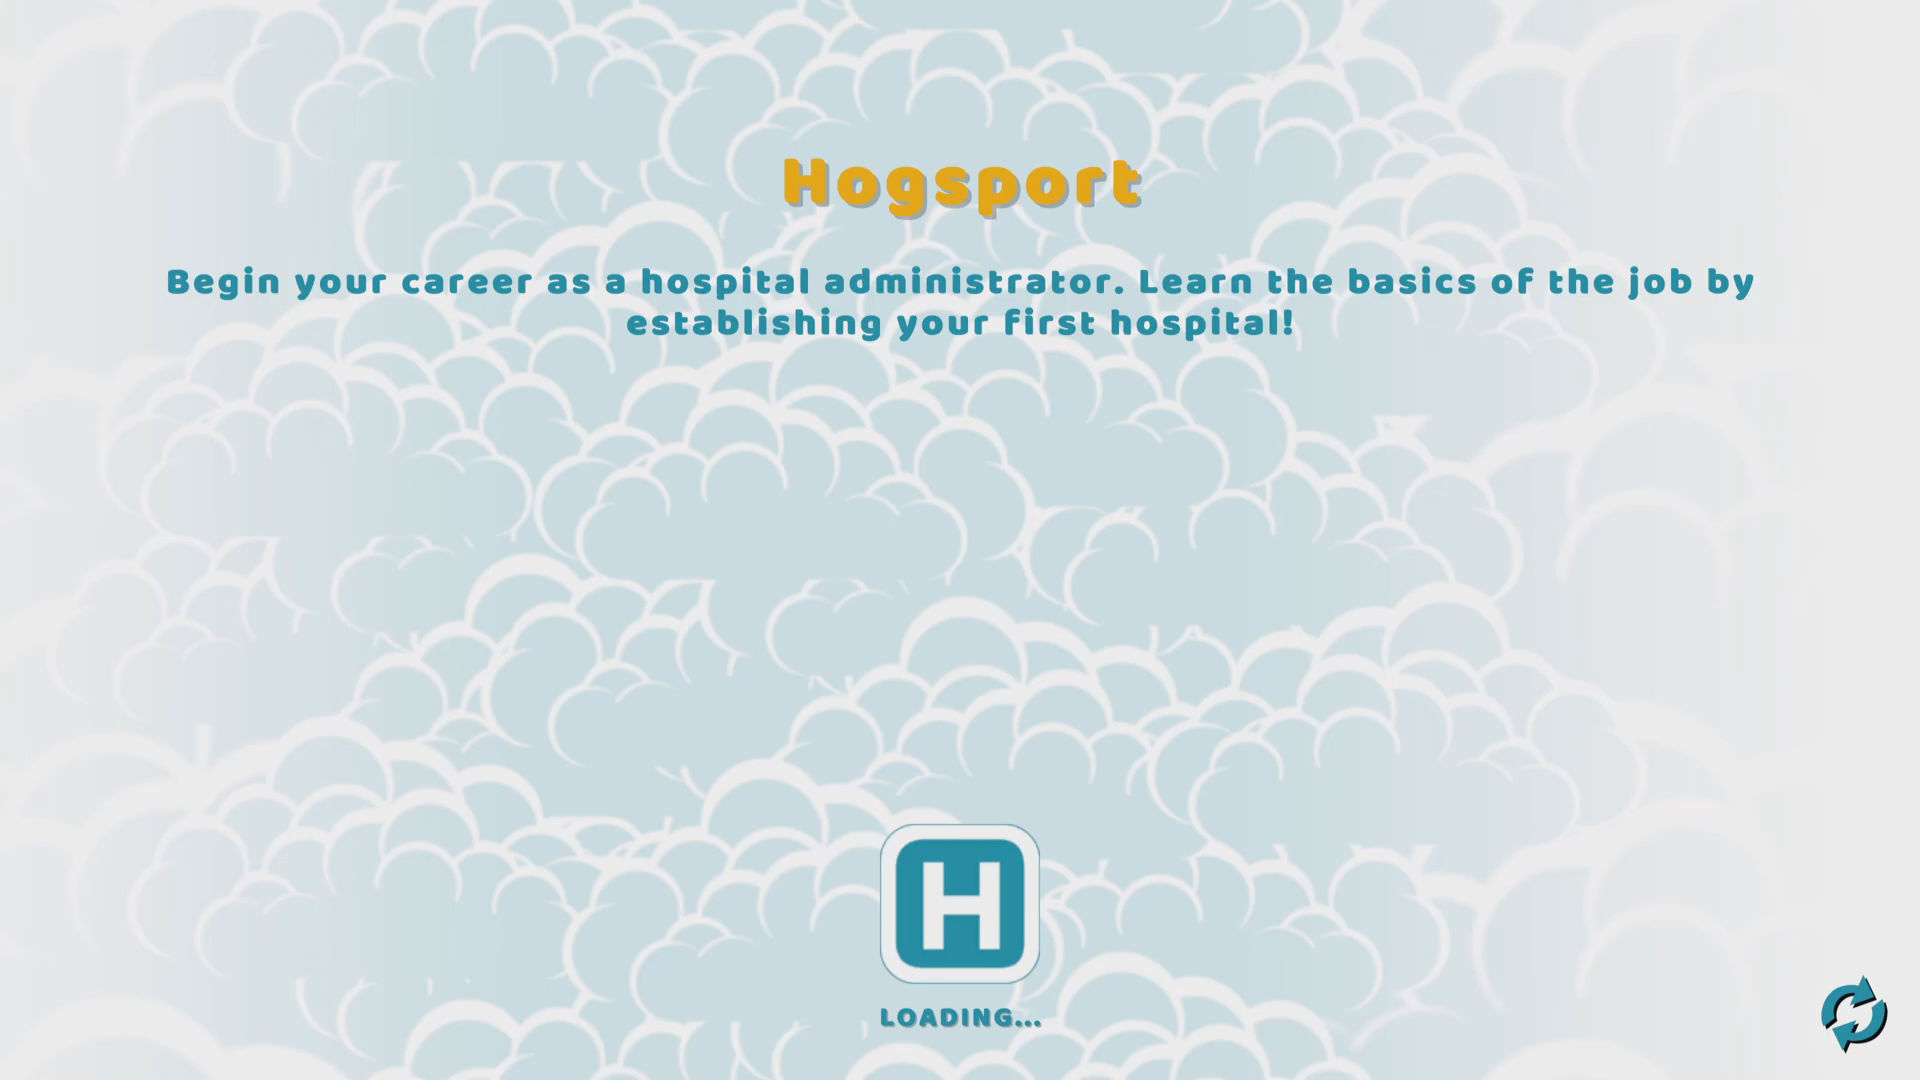 Hogsport
Begin your career as a hospital administrator. Learn the basics of the job by
establishing your first hospital!
H
LOADING...